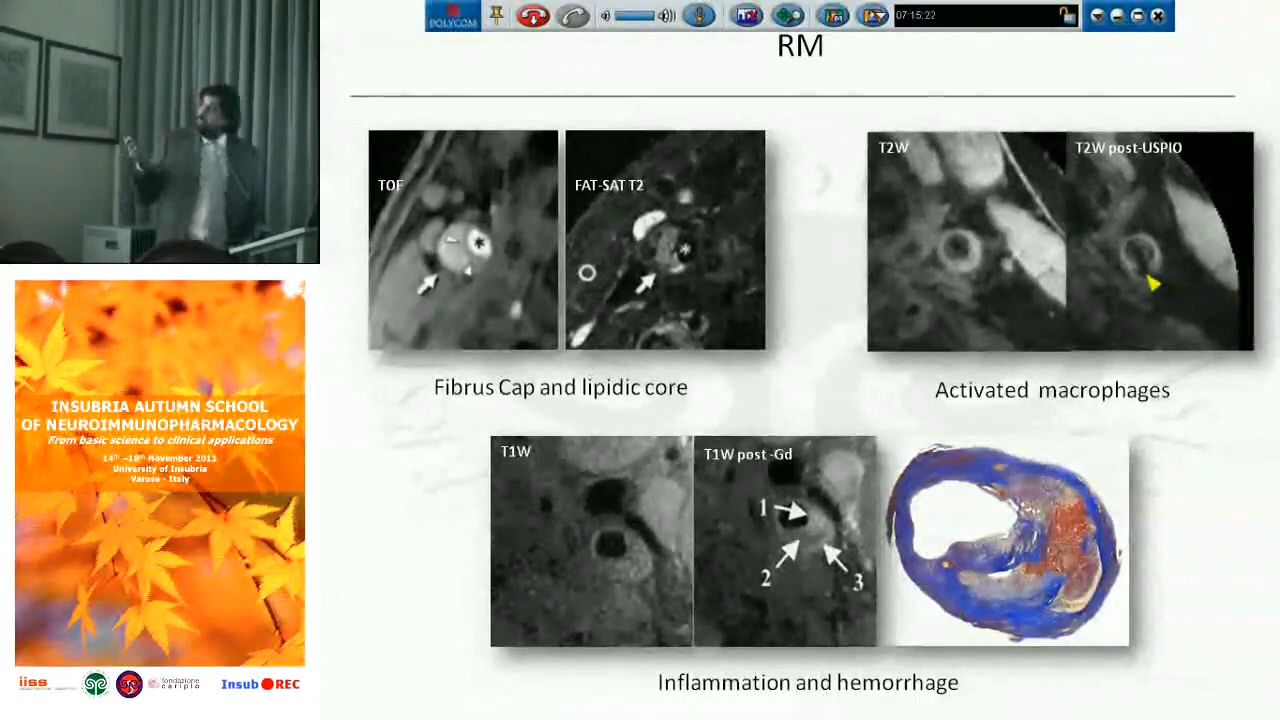 POLYCOM
07:15:22
RM
TOF
FAT-SAT T2
*
*
T2W
T2W post-USPIO
Fibrus Cap and lipidic core
Activated macrophages
T1W
T1W post -Gd
1
2
3
Inflammation and hemorrhage
INSUBRIA AUTUMN SCHOOL
OF NEUROIMMUNOPHARMACOLOGY
From basic science to clinical applications
14th –18th November 2011
University of Insubria
Varese - Italy
iiss
fondazione
cariplo
Insub REC